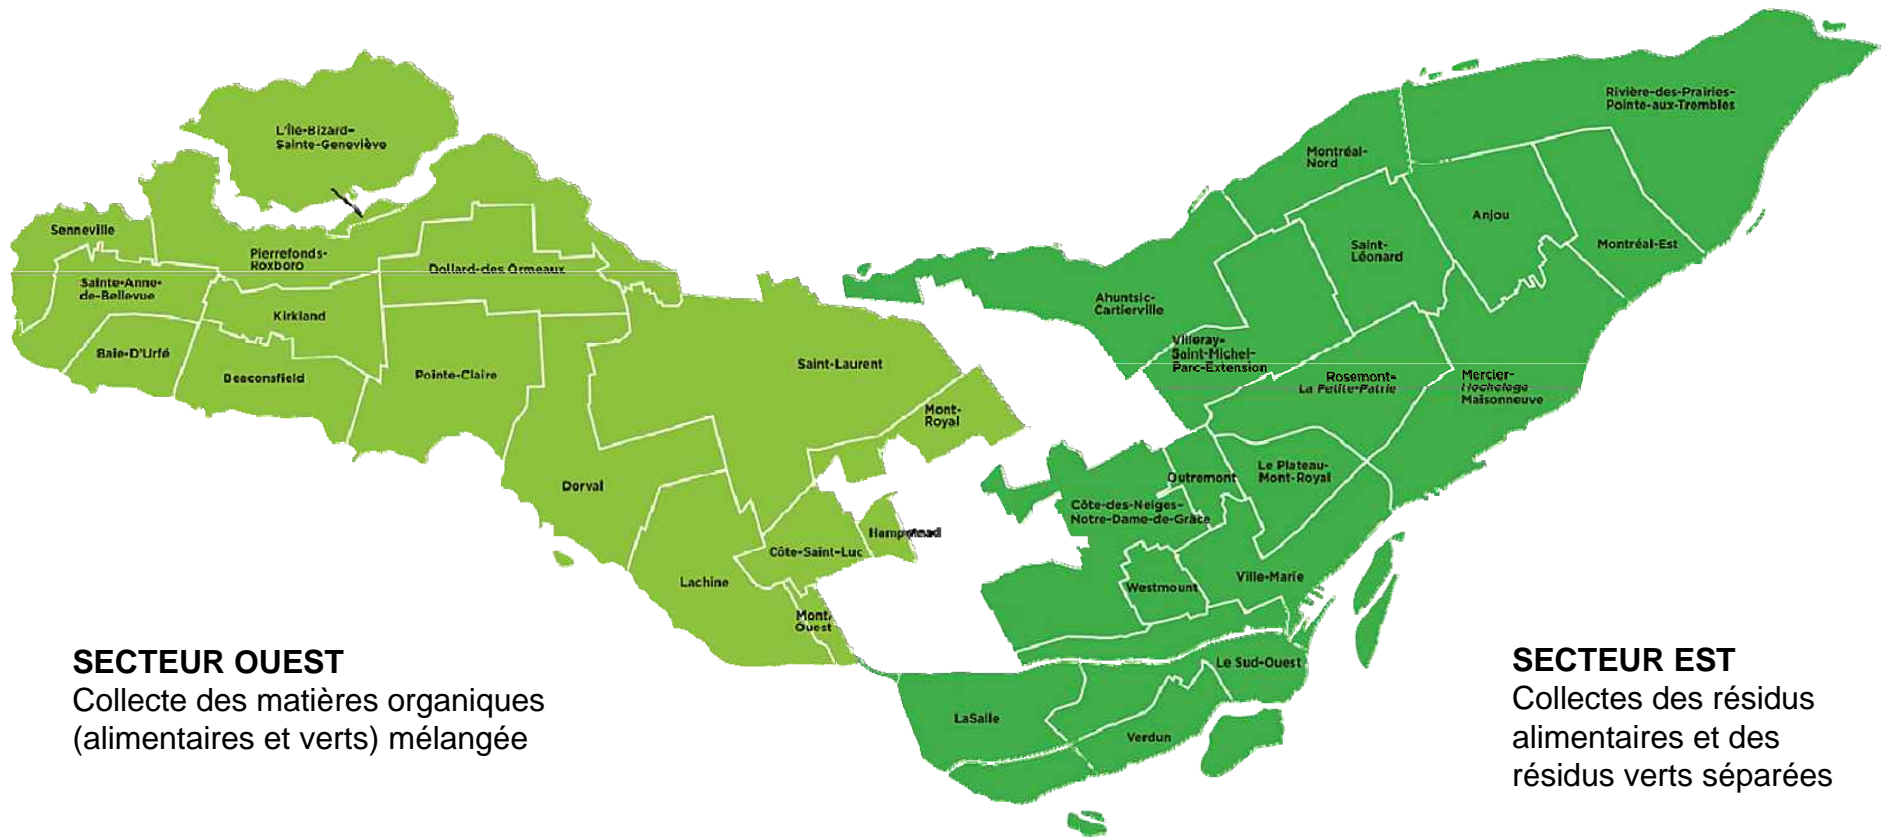 L'Île-Bizard-
Sainte-Geneviève
Senneville
Pierrefonds-
Roxboro
Sainte-Anne-
de-Bellevue
Dollard-des Ormeaux
Kirkland
Baie-D'Urfé
Beaconsfield
Pointe-Claire
Saint-Laurent
Mont-
Royal
Dorval
Hampstead
Côte-Saint-Luc
Lachine
Mont.
Ouest
Rivière-des-Prairies-
Pointe-aux-Trembles
Montréal-
Nord
Anjou
Saint-
Léonard
Montréal-Est
Ahuntsic-
Cartierville
Villeray-
Saint-Michel-
Parc-Extension
Rosemont-
La Petite-Patrie
Mercier-
Hochelaga
Maisonneuve
Outremont
Le Plateau-
Mont-Royal
Côte-des-Neiges-
Notre-Dame-de-Grâce
Westmount
Ville-Marie
Le Sud-Ouest
LaSalle
Verdun
SECTEUR OUEST
Collecte des matières organiques
(alimentaires et verts) mélangée
SECTEUR EST
Collectes des résidus
alimentaires et des
résidus verts séparées